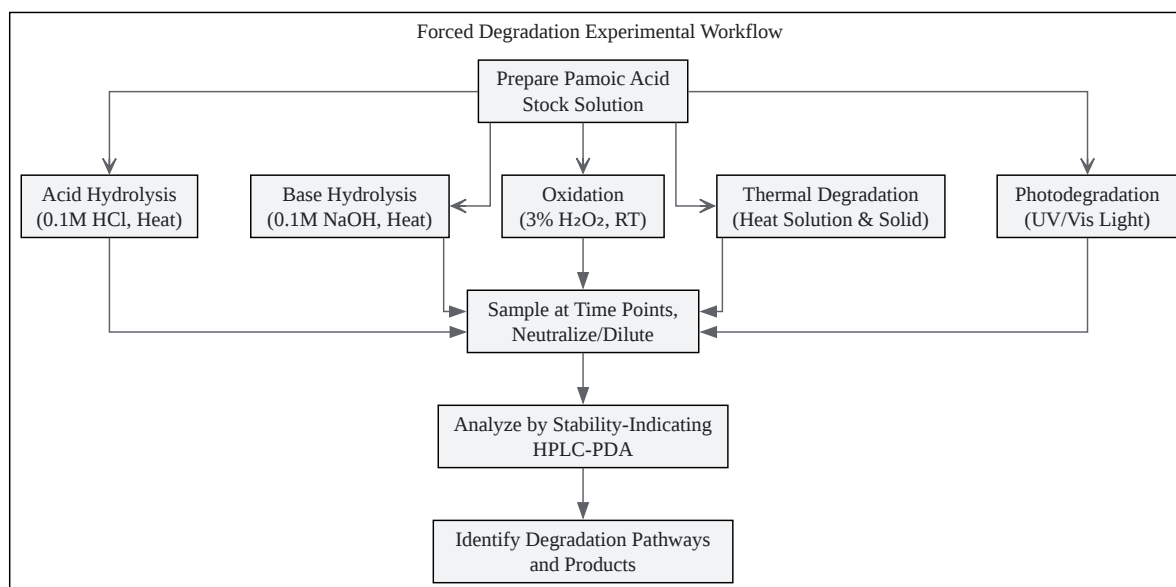 Forced Degradation Experimental Workflow
Prepare Pamoic Acid
Stock Solution
Acid Hydrolysis
(0.1M HCl, Heat)
Base Hydrolysis
(0.1M NaOH, Heat)
Oxidation
(3% H₂O₂, RT)
Thermal Degradation
(Heat Solution & Solid)
Photodegradation
(UV/Vis Light)
Sample at Time Points,
Neutralize/Dilute
Analyze by Stability-Indicating
HPLC-PDA
Identify Degradation Pathways
and Products